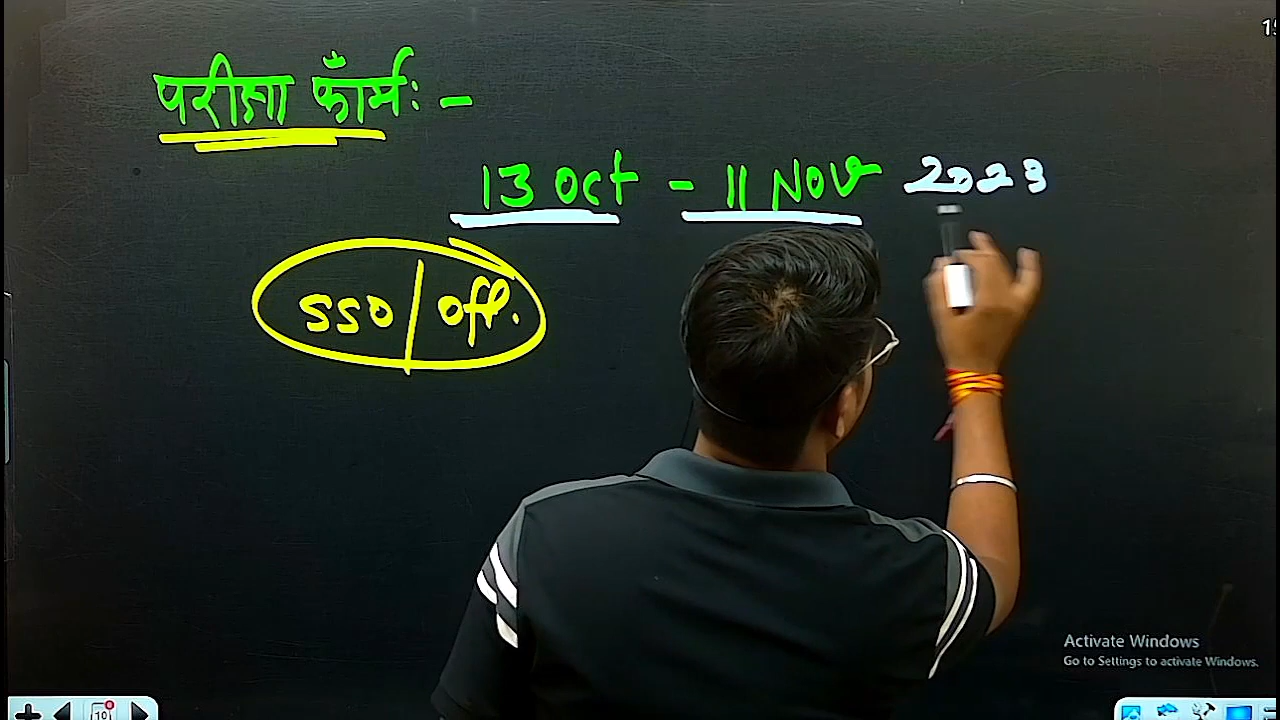 परीक्षा फॉर्म: -
13 Oct - 11 Nov 2023
SSO | Off.
Activate Windows
Go to Settings to activate Windows.